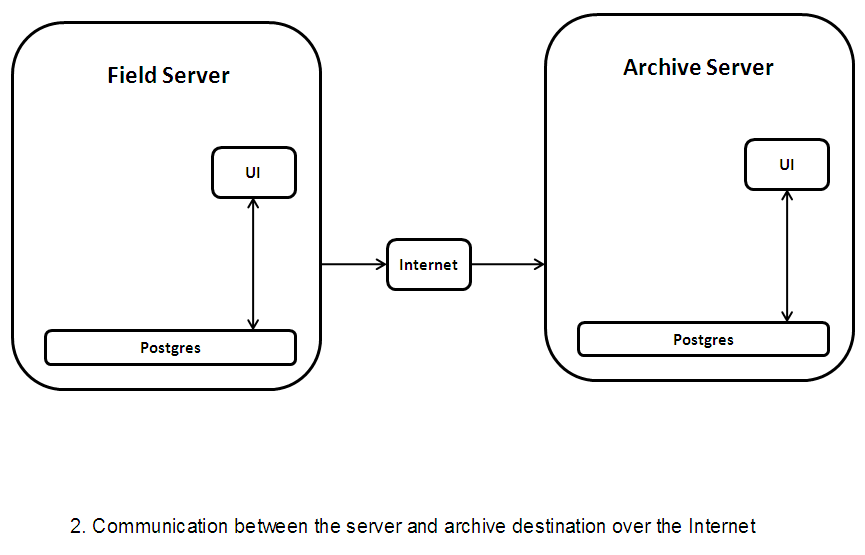 Field Server
Archive Server
UI
UI
Internet
Postgres
Postgres
2. Communication between the server and archive destination over the Internet